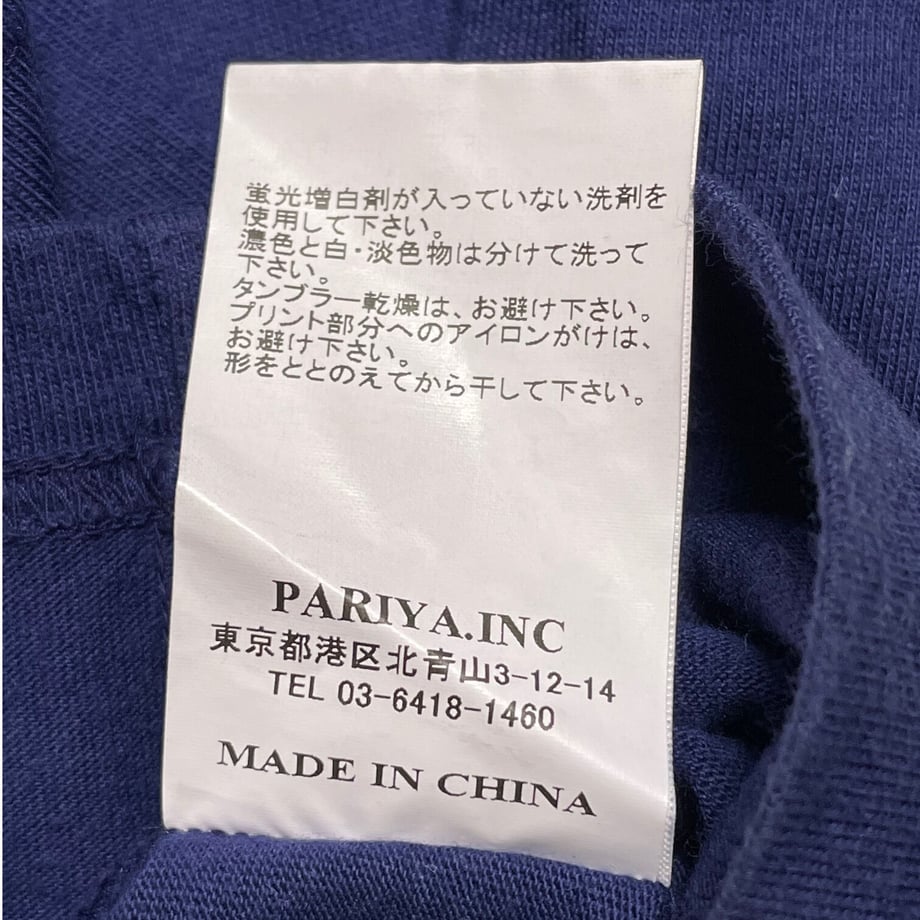 蛍光増白剤が入っていない洗剤を
使用して下さい。
濃色と白・淡色物は分けて洗って
下さい。
タンブラー乾燥は、お避け下さい。
プリント部分へのアイロンがけは、
お避け下さい。
形をととのえてから干して下さい。
PARIYA.INC
東京都港区北青山3-12-14
TEL 03-6418-1460
MADE IN CHINA